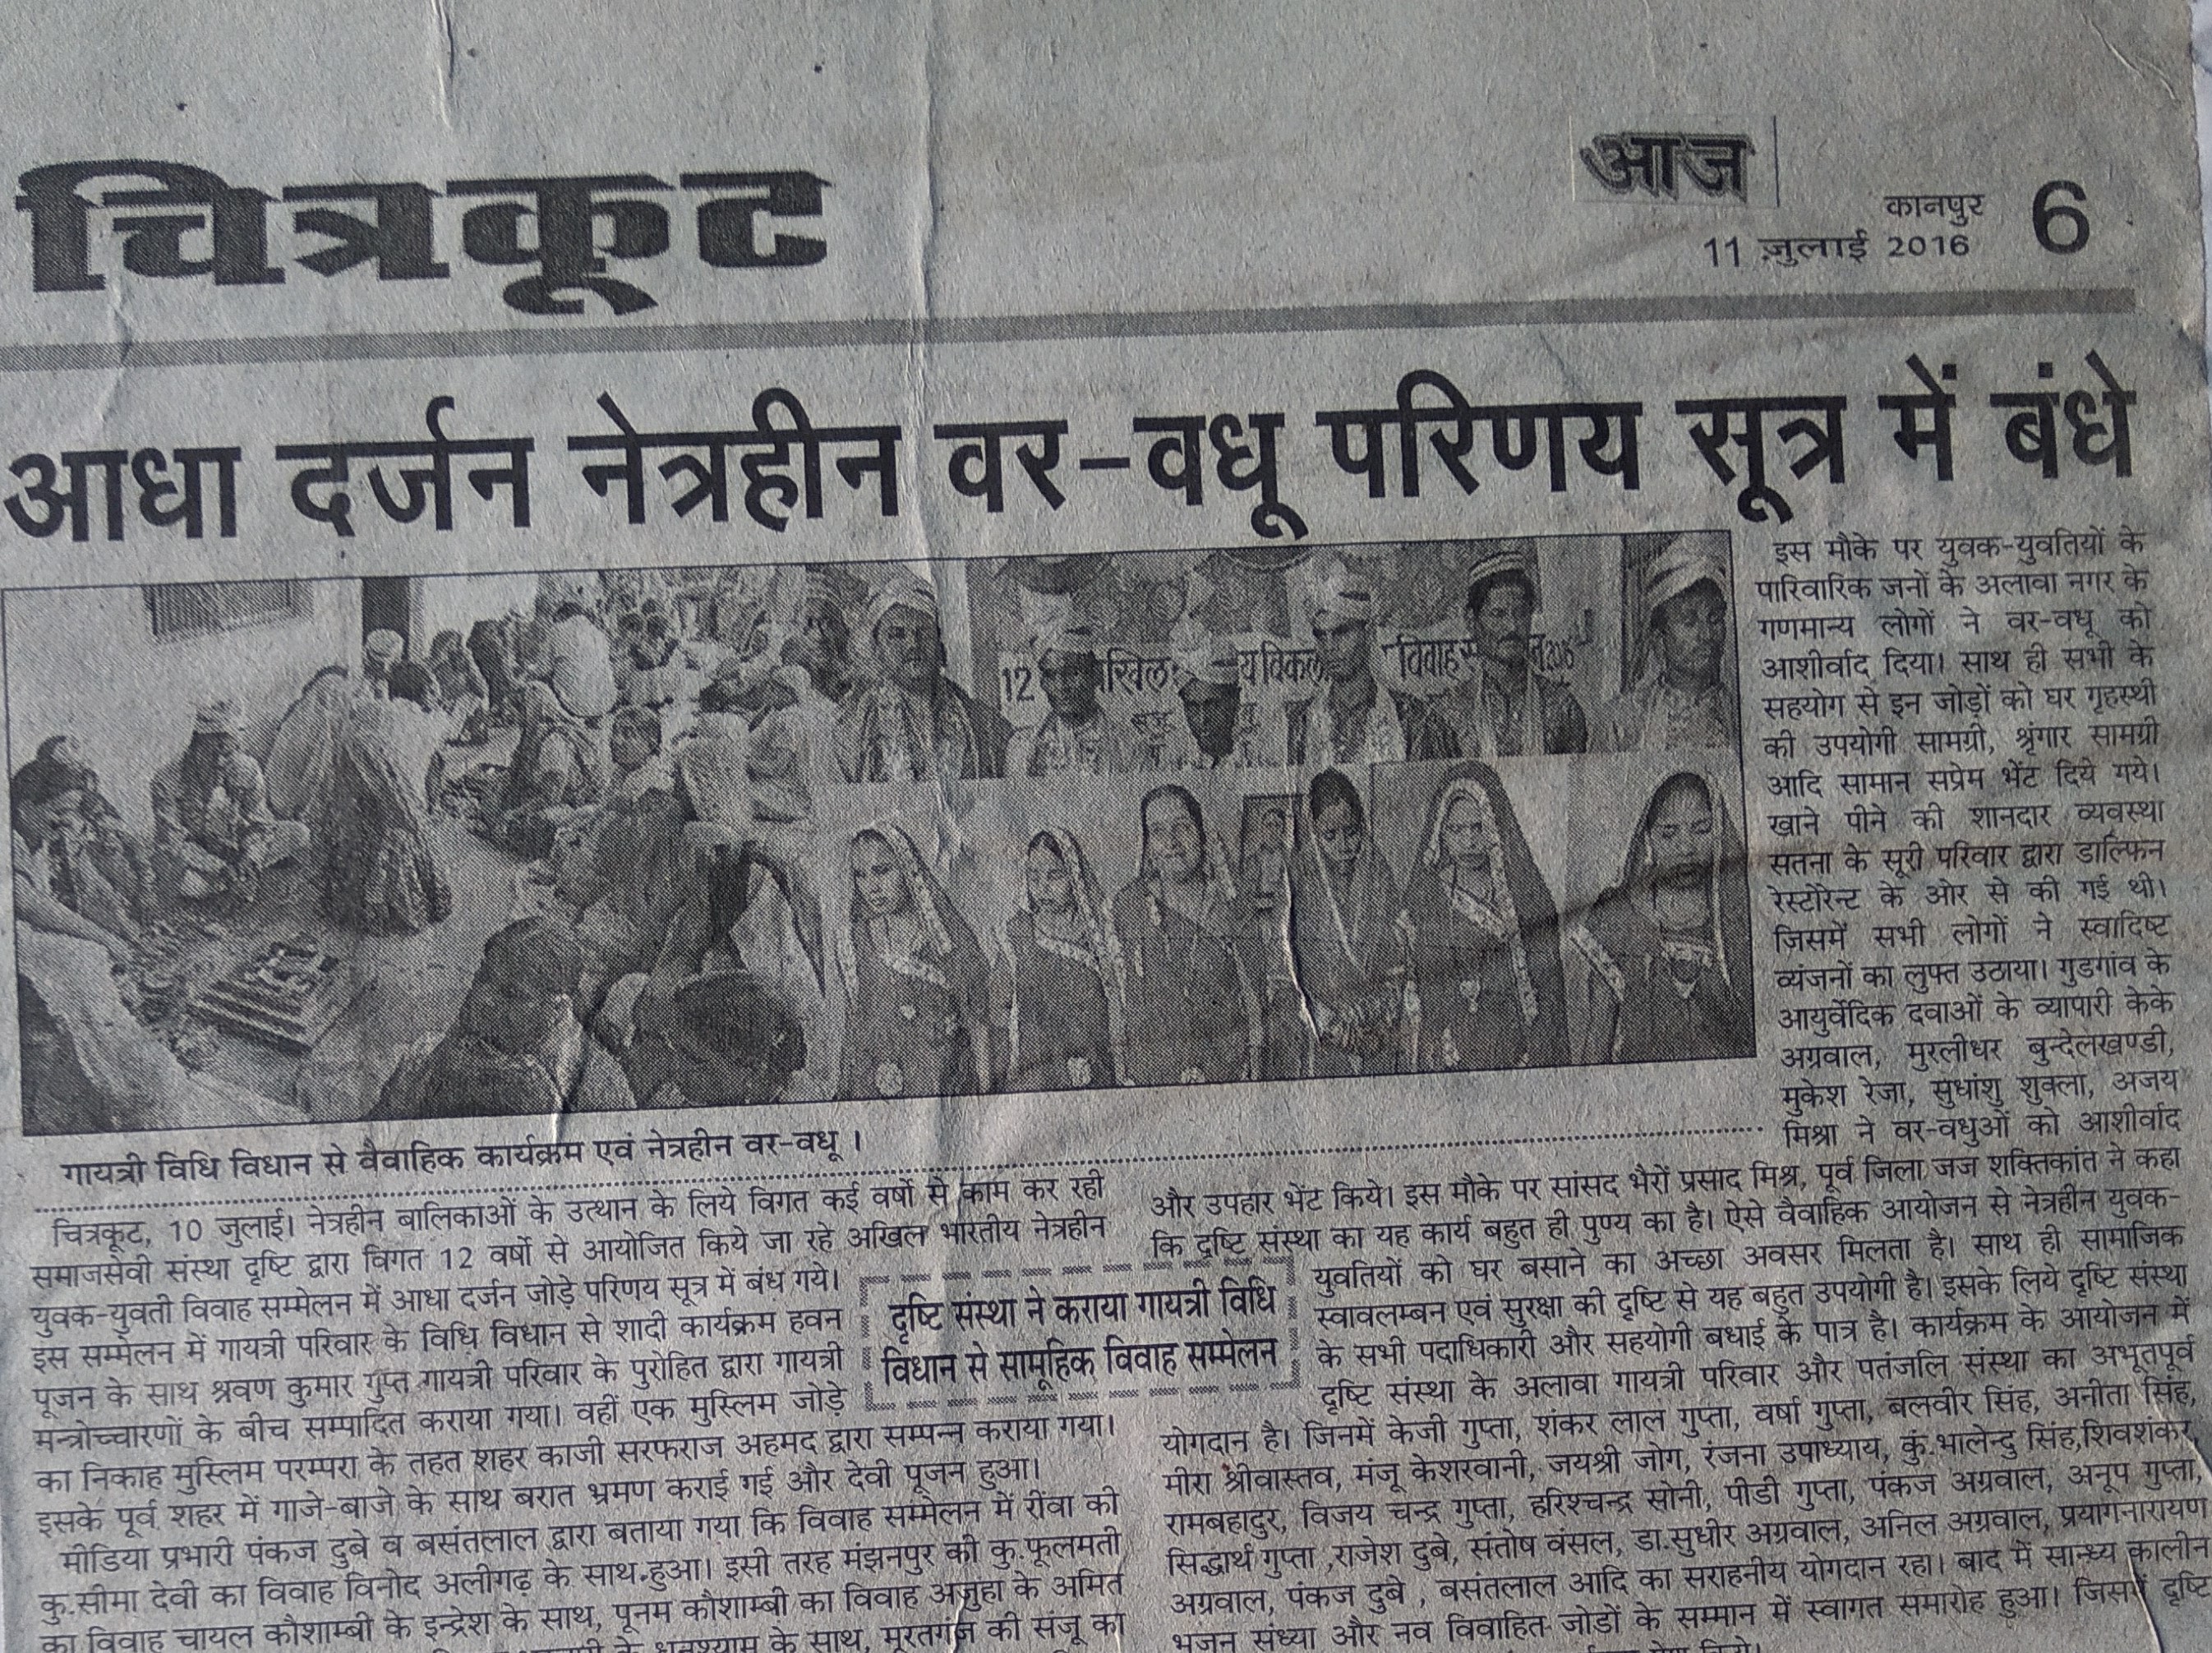 चित्रकूट
आज
कानपुर
11 जुलाई 2016
6
आधा दर्जन नेत्रहीन वर-वधू परिणय सूत्र में बंधे
12
खिल
य विकल
विवाह
गायत्री विधि विधान से वैवाहिक कार्यक्रम एवं नेत्रहीन वर-वधू ।
चित्रकूट, 10 जुलाई। नेत्रहीन बालिकाओं के उत्थान के लिये विगत कई वर्षो से काम कर रही
समाजसेवी संस्था दृष्टि द्वारा विगत 12 वर्षो से आयोजित किये जा रहे अखिल भारतीय नेत्रहीन
युवक-युवती विवाह सम्मेलन में आधा दर्जन जोड़े परिणय सूत्र में बंध गये।
इस सम्मेलन में गायत्री परिवार के विधि विधान से शादी कार्यक्रम हवन
पूजन के साथ श्रवण कुमार गुप्त गायत्री परिवार के पुरोहित द्वारा गायत्री
मन्त्रोच्चारणों के बीच सम्पादित कराया गया। वहीं एक मुस्लिम जोड़े
का निकाह मुस्लिम परम्परा के तहत शहर काजी सरफराज अहमद द्वारा सम्पन्न कराया गया।
इसके पूर्व शहर में गाजे-बाजे के साथ बरात भ्रमण कराई गई और देवी पूजन हुआ।
मीडिया प्रभारी पंकज दुबे व बसंतलाल द्वारा बताया गया कि विवाह सम्मेलन में रीवा की
कु.सीमा देवी का विवाह विनोद अलीगढ़ के साथ हुआ। इसी तरह मंझनपुर की कु.फूलमती
का विवाह चायल कौशाम्बी के इन्द्रेश के साथ, पूनम कौशाम्बी का विवाह अजुहा के अमित
के घनश्याम के साथ, मूरतगंज की संजू का
दृष्टि संस्था ने कराया गायत्री विधि
विधान से सामूहिक विवाह सम्मेलन
इस मौके पर युवक-युवतियों के
पारिवारिक जनों के अलावा नगर के
गणमान्य लोगों ने वर-वधू को
आशीर्वाद दिया। साथ ही सभी के
सहयोग से इन जोड़ों को घर गृहस्थी
की उपयोगी सामग्री, श्रृंगार सामग्री
आदि सामान सप्रेम भेंट दिये गये।
खाने पीने की शानदार व्यवस्था
सतना के सूरी परिवार द्वारा डाल्फिन
रेस्टोरेन्ट के ओर से की गई थी।
जिसमें सभी लोगों ने स्वादिष्ट
व्यंजनों का लुफ्त उठाया। गुडगांव के
आयुर्वेदिक दवाओं के व्यापारी केके
अग्रवाल, मुरलीधर बुन्देलखण्डी,
मुकेश रेजा, सुधांशु शुक्ला, अजय
मिश्रा ने वर-वधुओं को आशीर्वाद
और उपहार भेंट किये। इस मौके पर सांसद भैरों प्रसाद मिश्र, पूर्व जिला जज शक्तिकांत ने कहा
कि दृष्टि संस्था का यह कार्य बहुत ही पुण्य का है। ऐसे वैवाहिक आयोजन से नेत्रहीन युवक-
युवतियों को घर बसाने का अच्छा अवसर मिलता है। साथ ही सामाजिक
स्वावलम्बन एवं सुरक्षा की दृष्टि से यह बहुत उपयोगी है। इसके लिये दृष्टि संस्था
के सभी पदाधिकारी और सहयोगी बधाई के पात्र है। कार्यक्रम के आयोजन में
दृष्टि संस्था के अलावा गायत्री परिवार और पतंजलि संस्था का अभूतपूर्व
योगदान है। जिनमें केजी गुप्ता, शंकर लाल गुप्ता, वर्षा गुप्ता, बलवीर सिंह, अनीता सिंह,
मीरा श्रीवास्तव, मंजू केशरवानी, जयश्री जोग, रंजना उपाध्याय, कुं.भालेन्दु सिंह,शिवशंकर,
रामबहादुर, विजय चन्द्र गुप्ता, हरिश्चन्द्र सोनी, पीडी गुप्ता, पंकज अग्रवाल, अनूप गुप्ता,
सिद्धार्थ गुप्ता ,राजेश दुबे, संतोष वंसल, डा.सुधीर अग्रवाल, अनिल अग्रवाल, प्रयागनारायण
अग्रवाल, पंकज दुबे , बसंतलाल आदि का सराहनीय योगदान रहा। बाद में सान्ध्य कालीन
भजन संध्या और नव विवाहित जोडों के सम्मान में स्वागत समारोह हुआ। जिसमें दृष्टि